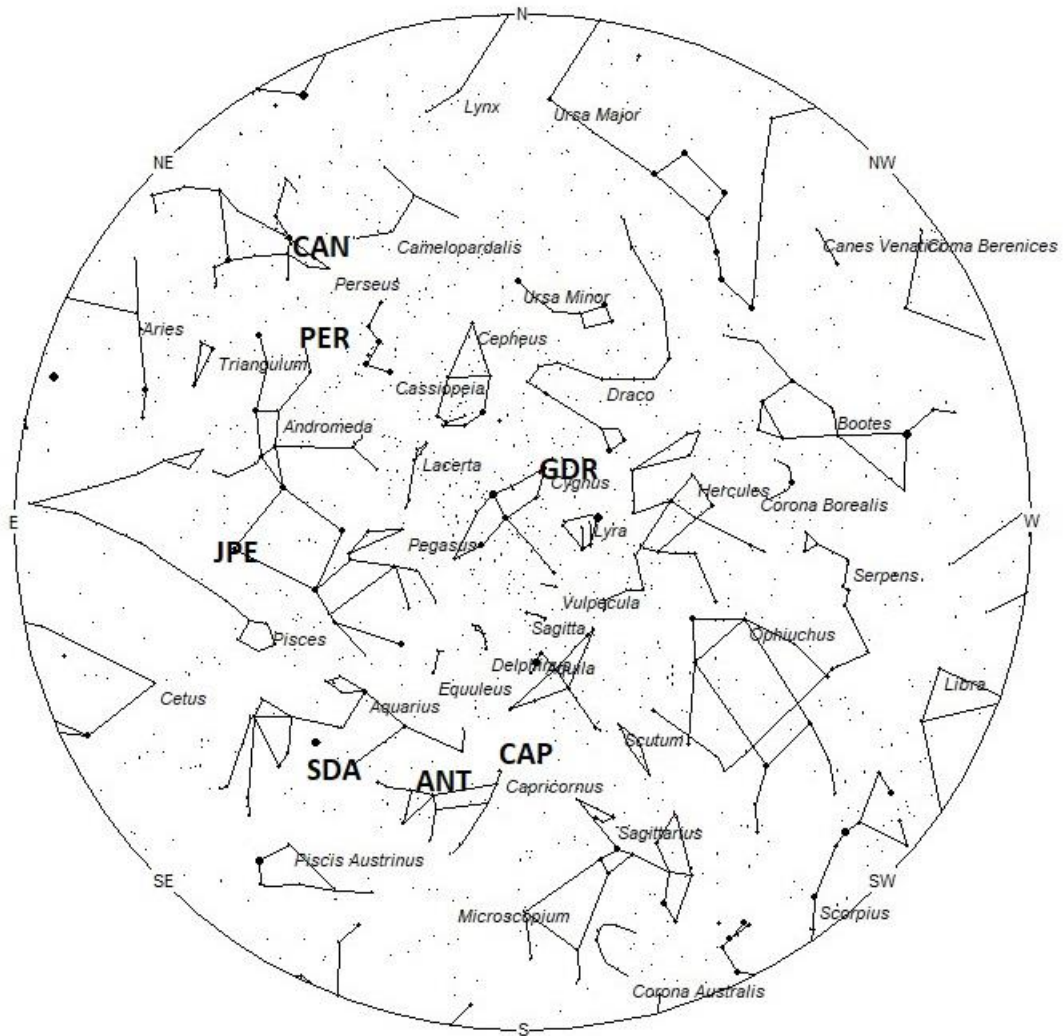 N
Lynx
Ursa Major
NE
NW
CAN
Camelopardalis
Canes Venatici
Coma Berenices
Perseus
Ursa Minor
Aries
PER
Cepheus
Triangulum
Cassiopeia
Draco
Andromeda
Bootes
Lacerta
GDR
Cygnus
Hercules
Corona Borealis
E
W
JPE
Pegasus
Lyra
Serpens
Vulpecula
Pisces
Sagitta
Ophiuchus
Delphinus
Aquila
Cetus
Equuleus
Libra
Aquarius
Scutum
SDA
ANT
CAP
Capricornus
Sagittarius
Piscis Austrinus
SE
SW
Microscopium
Scorpius
Corona Australis
S